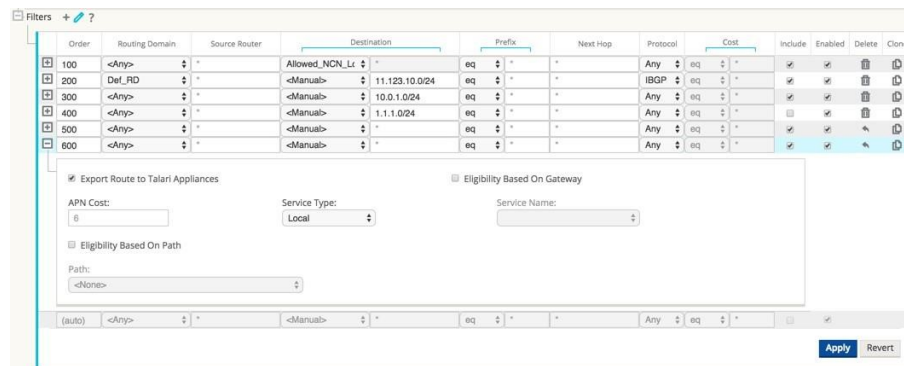 Filters + ?
Order Routing Domain Source Router Destination Prefix Next Hop Protocol Cost Include Enabled Delete Clone
100 <Any> * Allowed_NCN_Lc * eq * * Any eq *
200 Def_RD * <Manual> 11.123.10.0/24 eq * * IBGP eq *
300 <Any> * <Manual> 10.0.1.0/24 eq * * Any eq *
400 <Any> * <Manual> 1.1.1.0/24 eq * * Any eq *
500 <Any> * <Manual> * eq * * Any eq *
600 <Any> * <Manual> * eq * * Any eq *
Export Route to Talari Appliances Eligibility Based On Gateway
APN Cost: Service Type: Service Name:
6 Local
Eligibility Based On Path
Path:
<None>
(auto) <Any> * <Manual> * eq * * Any eq *
Apply Revert